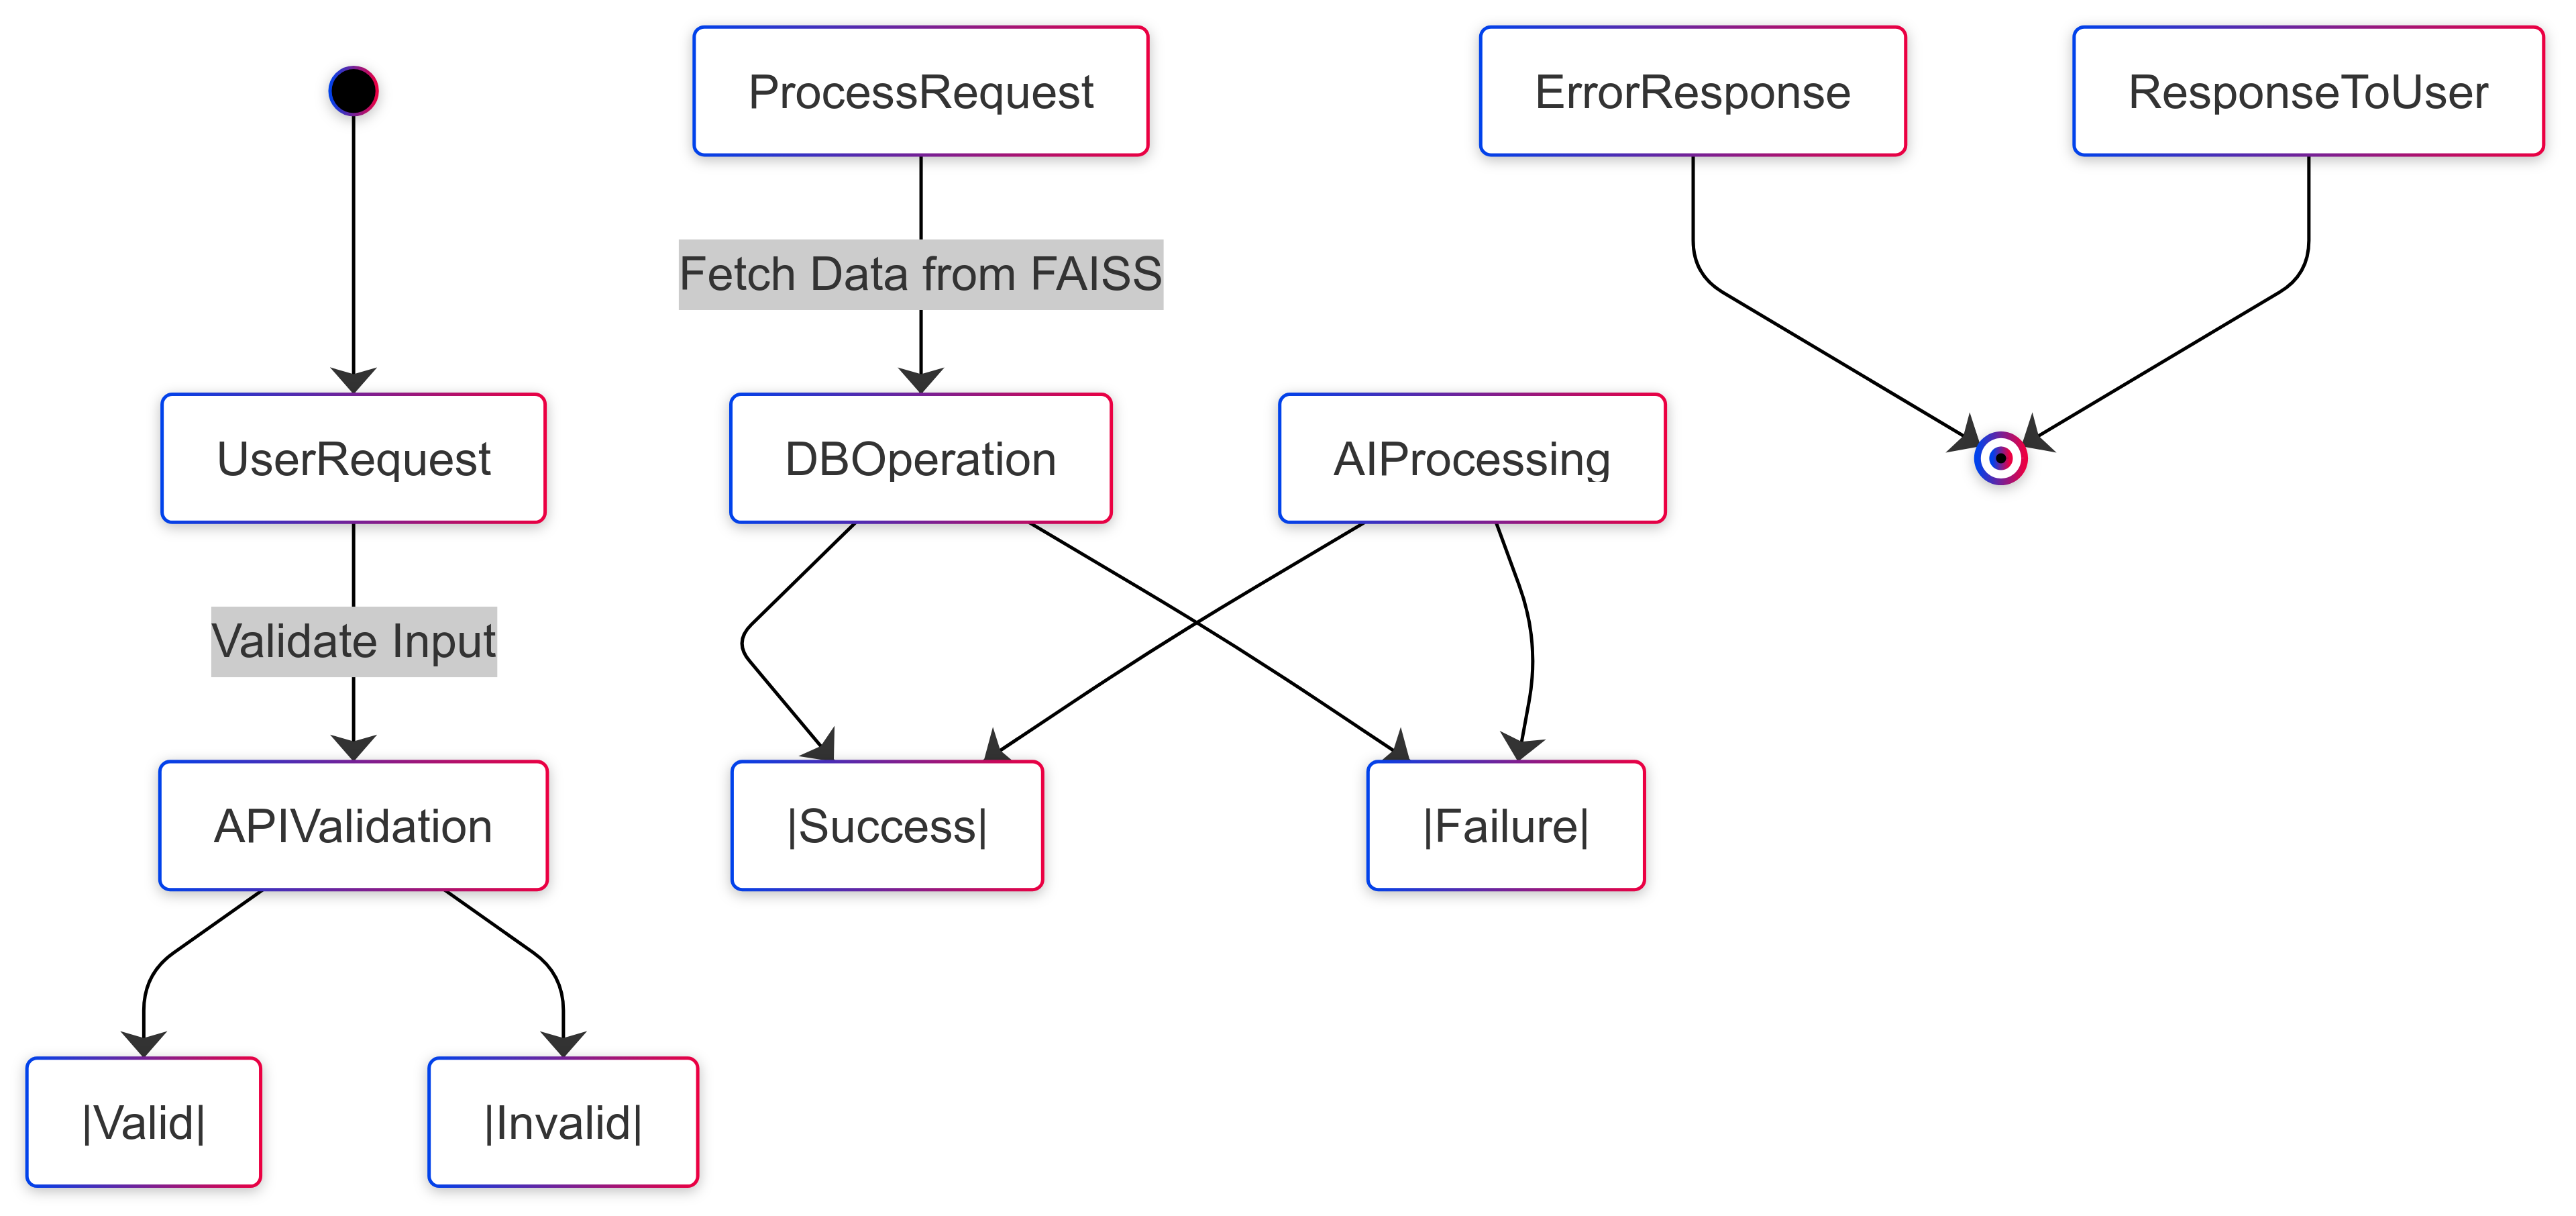 ProcessRequest
ErrorResponse
ResponseToUser
Fetch Data from FAISS
UserRequest
DBOperation
AIProcessing
Validate Input
APIValidation
|Success|
|Failure|
|Valid|
|Invalid|